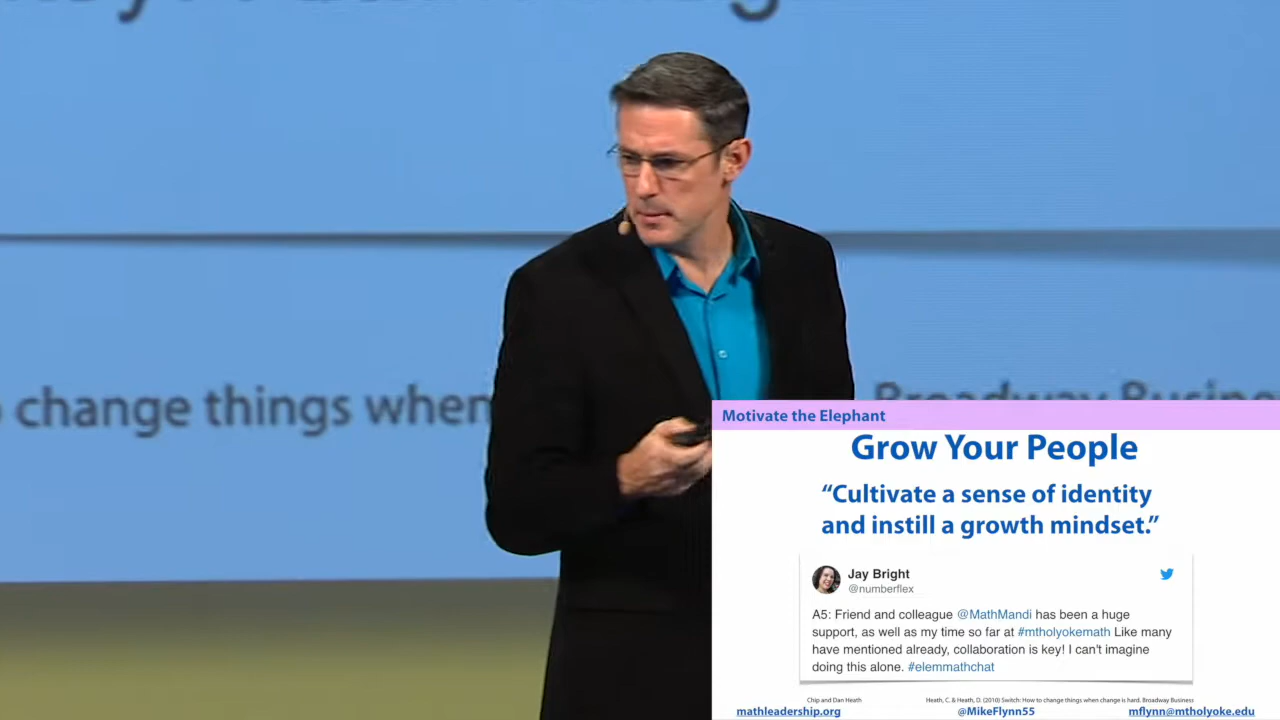 change things when
Broadway Busine
Motivate the Elephant
Grow Your People
“Cultivate a sense of identity
and instill a growth mindset.”
Jay Bright
@numberflex
A5: Friend and colleague @MathMandi has been a huge
support, as well as my time so far at #mtholyokemath Like many
have mentioned already, collaboration is key! I can't imagine
doing this alone. #elemmathchat
Chip and Dan Heath
Heath, C. & Heath, D. (2010) Switch: How to change things when change is hard. Broadway Business
mathleadership.org
@MikeFlynn55
mflynn@mtholyoke.edu